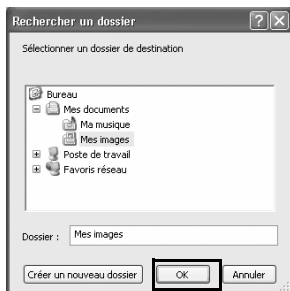 Rechercher un dossier
Sélectionner un dossier de destination
Bureau
Mes documents
Ma musique
Mes images
Poste de travail
Favoris réseau
Dossier : Mes images
Créer un nouveau dossier OK Annuler